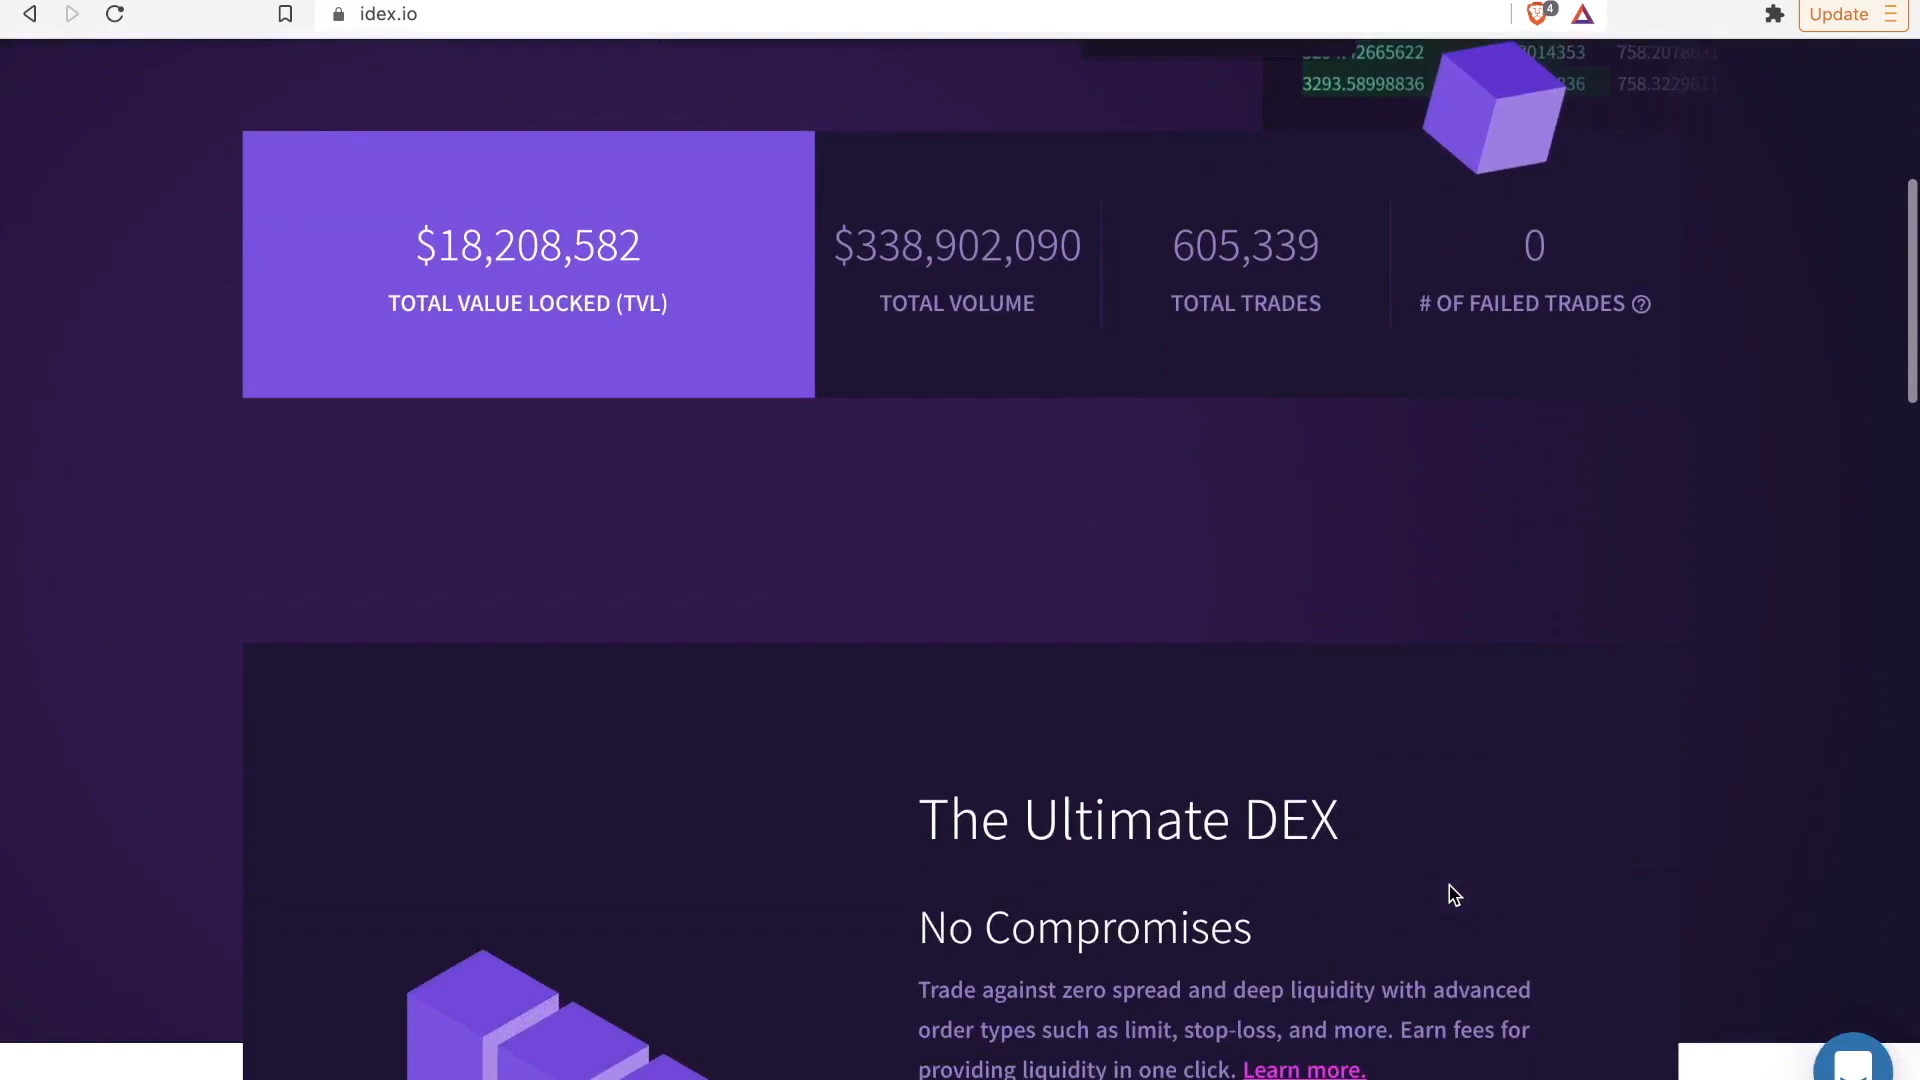 idex.io
4
Update
3293.58998836
$18,208,582
TOTAL VALUE LOCKED (TVL)
$338,902,090
TOTAL VOLUME
605,339
TOTAL TRADES
0
# OF FAILED TRADES ?
The Ultimate DEX
No Compromises
Trade against zero spread and deep liquidity with advanced
order types such as limit, stop-loss, and more. Earn fees for
providing liquidity in one click. Learn more.